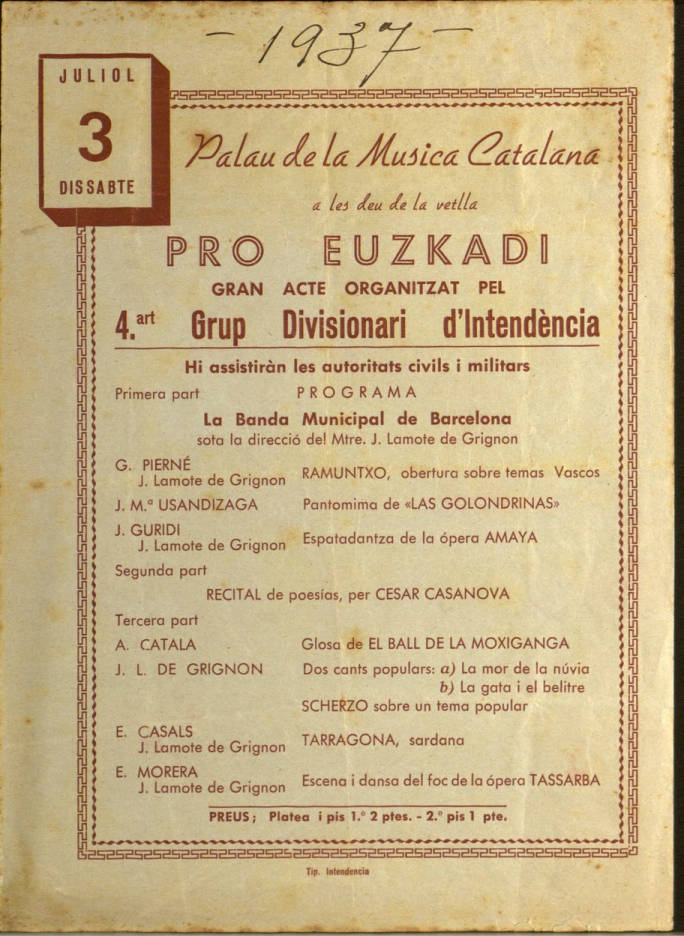 - 1937 -
JULIOL
3
DISSABTE
Palau de la Musica Catalana
a les deu de la vetlla
PRO EUZKADI
GRAN ACTE ORGANITZAT PEL
4.art Grup Divisionari d'Intendència
Hi assistiràn les autoritats civils i militars
Primera part PROGRAMA
La Banda Municipal de Barcelona
sota la direcció del Mtre. J. Lamote de Grignon
G. PIERNÉ
J. Lamote de Grignon RAMUNTXO, obertura sobre temas Vascos
J. M.ª USANDIZAGA Pantomima de «LAS GOLONDRINAS»
J. GURIDI
J. Lamote de Grignon Espatadantza de la ópera AMAYA
Segunda part
RECITAL de poesías, per CESAR CASANOVA
Tercera part
A. CATALA Glosa de EL BALL DE LA MOXIGANGA
J. L. DE GRIGNON Dos cants populars: a) La mor de la núvia
b) La gata i el belitre
SCHERZO sobre un tema popular
E. CASALS
J. Lamote de Grignon TARRAGONA, sardana
E. MORERA
J. Lamote de Grignon Escena i dansa del foc de la ópera TASSARBA
PREUS; Platea i pis 1.º 2 ptes. - 2.º pis 1 pte.
Tip. Intendencia